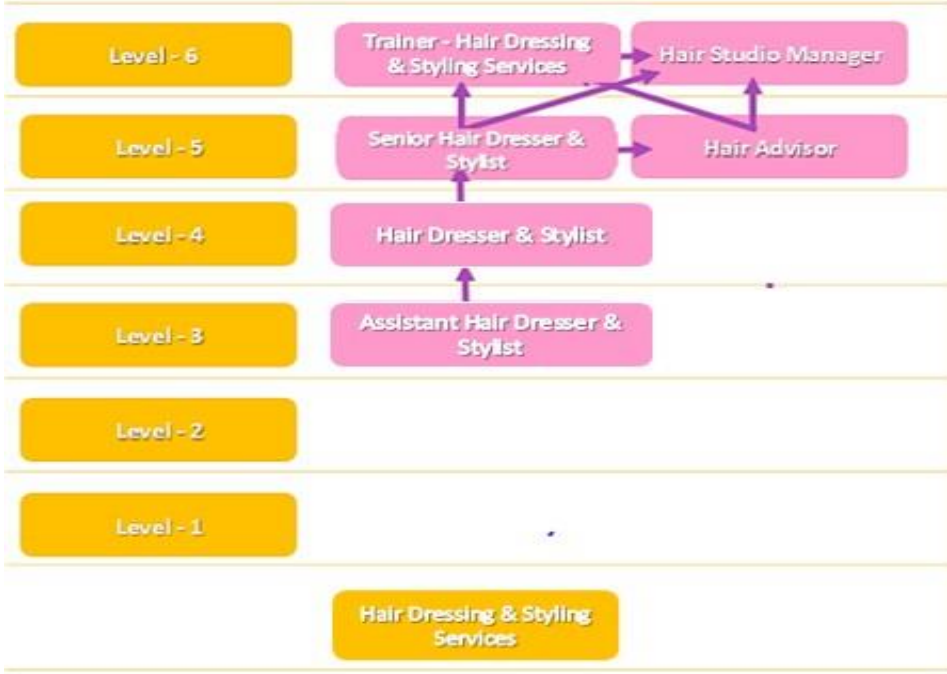 Level - 6
Trainer - Hair Dressing
& Styling Services
Hair Studio Manager
Level - 5
Senior Hair Dresser &
Stylist
Hair Advisor
Level - 4
Hair Dresser & Stylist
Level - 3
Assistant Hair Dresser &
Stylist
Level - 2
Level - 1
Hair Dressing & Styling
Services